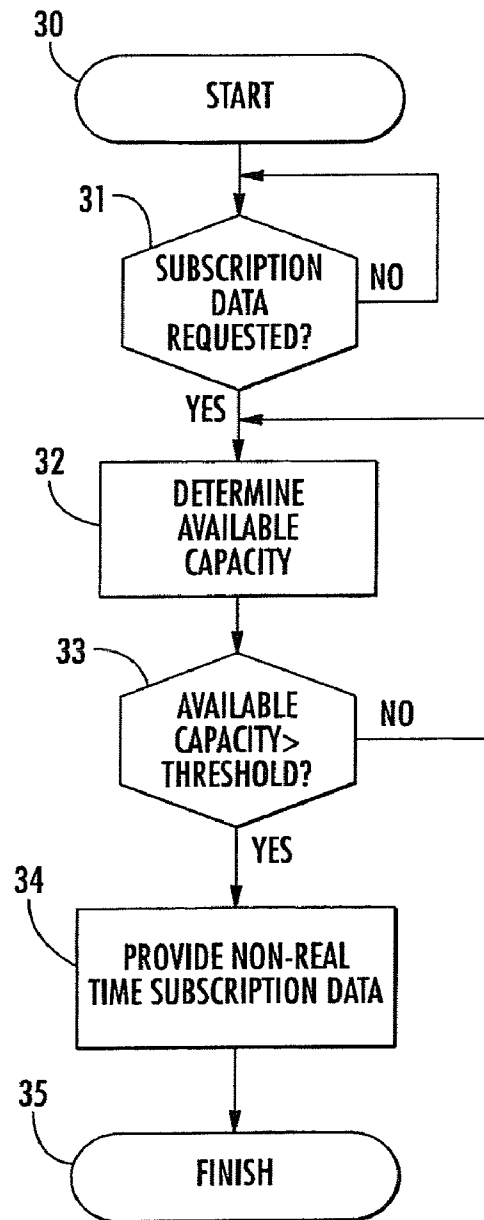 30
START
31
SUBSCRIPTION
DATA
REQUESTED?
NO
YES
32
DETERMINE
AVAILABLE
CAPACITY
33
AVAILABLE
CAPACITY>
THRESHOLD?
NO
YES
34
PROVIDE NON-REAL
TIME SUBSCRIPTION DATA
35
FINISH